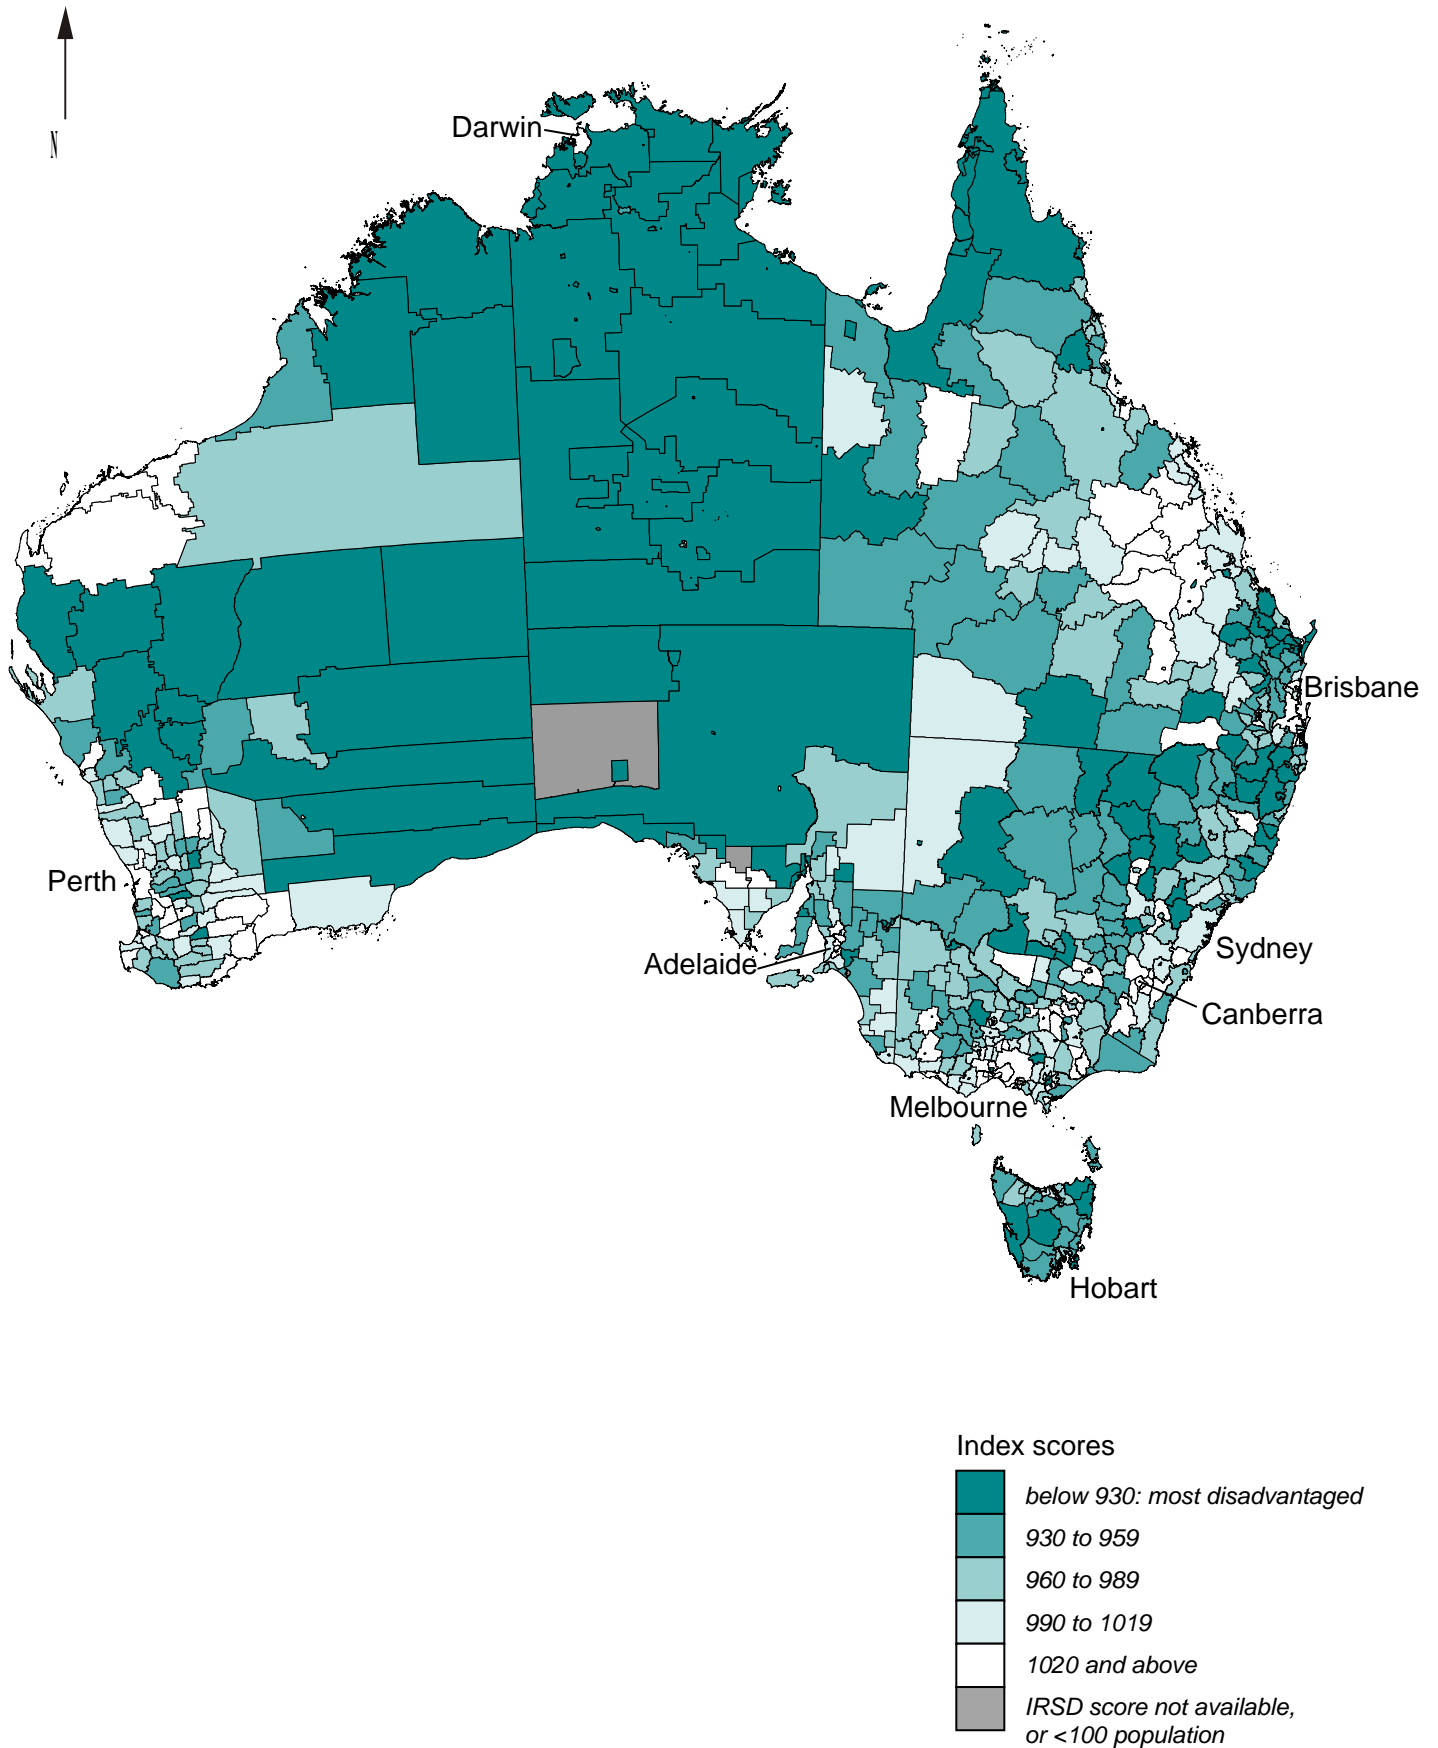 N
Darwin
Brisbane
Perth
Sydney
Adelaide
Canberra
Melbourne
Hobart
Index scores
below 930: most disadvantaged
930 to 959
960 to 989
990 to 1019
1020 and above
IRSD score not available,
or <100 population